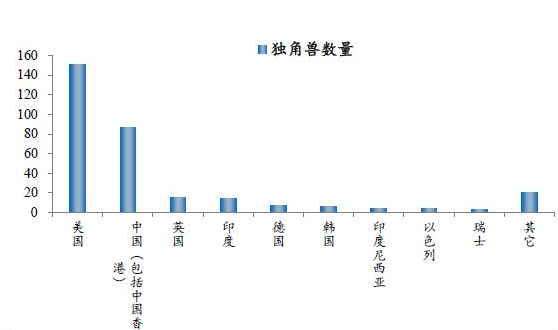 独角兽数量
160
140
120
100
80
60
40
20
0
美国
中国（包括中国香港）
英国
印度
德国
韩国
印度尼西亚
以色列
瑞士
其它